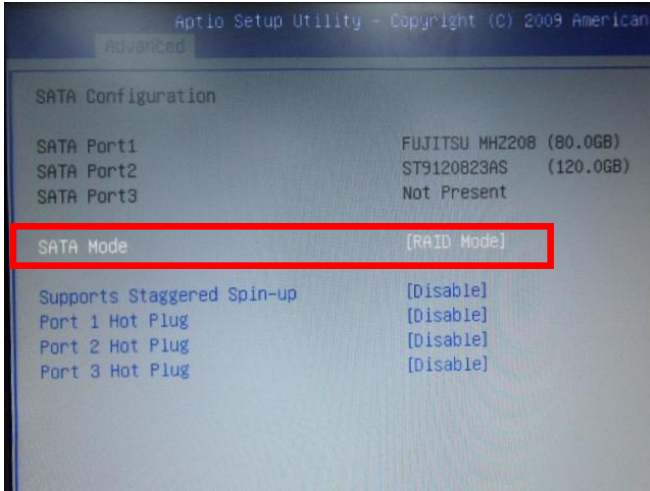 Aptio Setup Utility - Copyright (C) 2009 American
Advanced
SATA Configuration
SATA Port1 FUJITSU MHZ208 (80.0GB)
SATA Port2 ST9120823AS (120.0GB)
SATA Port3 Not Present
SATA Mode [RAID Mode]
Supports Staggered Spin-up [Disable]
Port 1 Hot Plug [Disable]
Port 2 Hot Plug [Disable]
Port 3 Hot Plug [Disable]